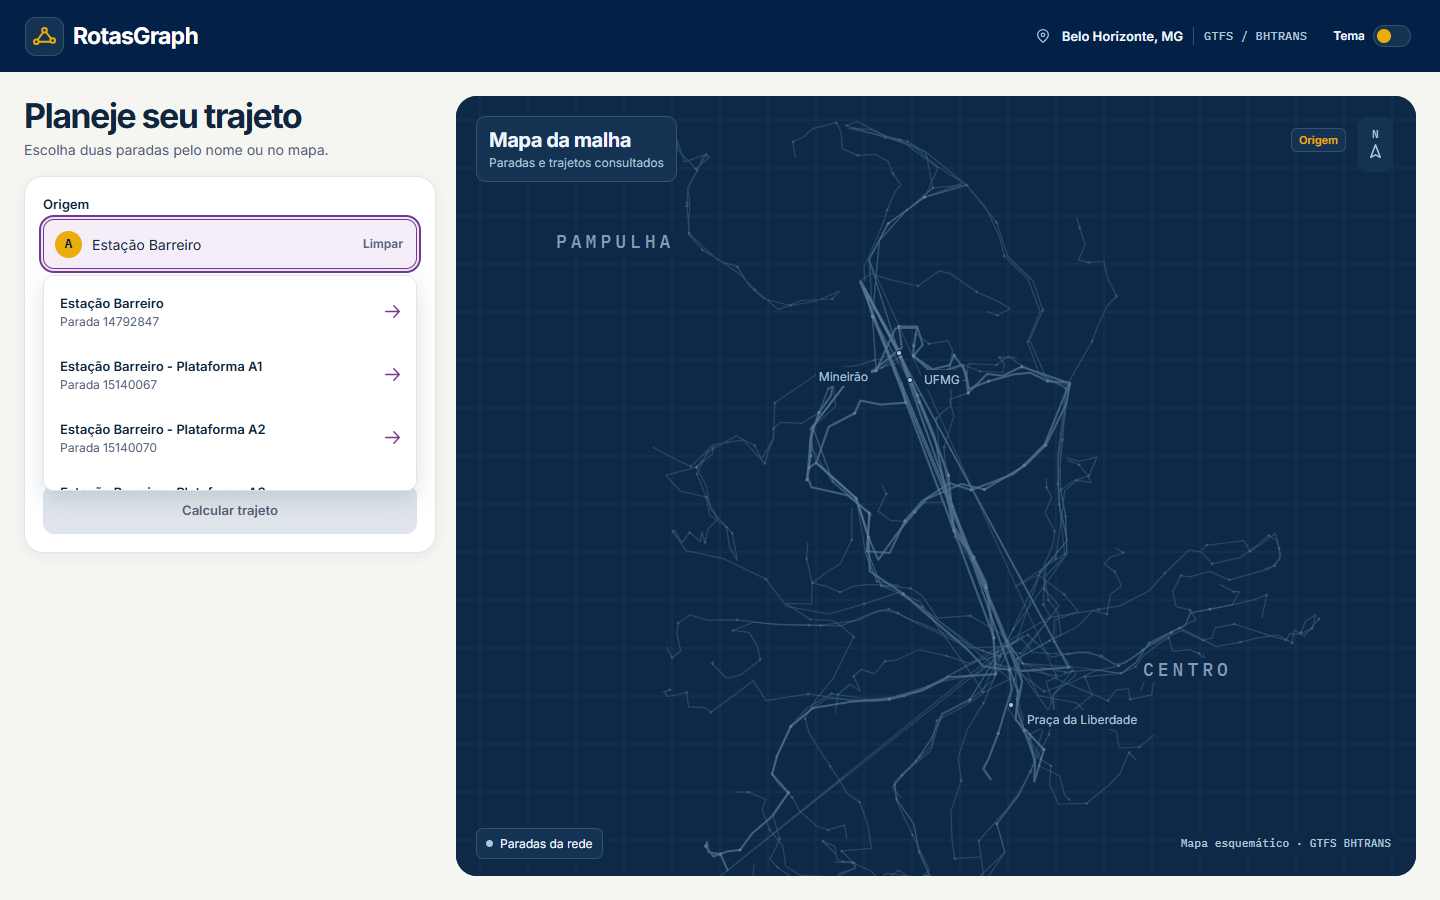 RotasGraph
Belo Horizonte, MG
GTFS / BHTRANS
Tema
Planeje seu trajeto
Escolha duas paradas pelo nome ou no mapa.
Origem
A
Estação Barreiro
Limpar
Estação Barreiro
Parada 14792847
Estação Barreiro - Plataforma A1
Parada 15140067
Estação Barreiro - Plataforma A2
Parada 15140070
Calcular trajeto
Mapa da malha
Paradas e trajetos consultados
Origem
N
PAMPULHA
Mineirão
UFMG
CENTRO
Praça da Liberdade
Paradas da rede
Mapa esquemático · GTFS BHTRANS